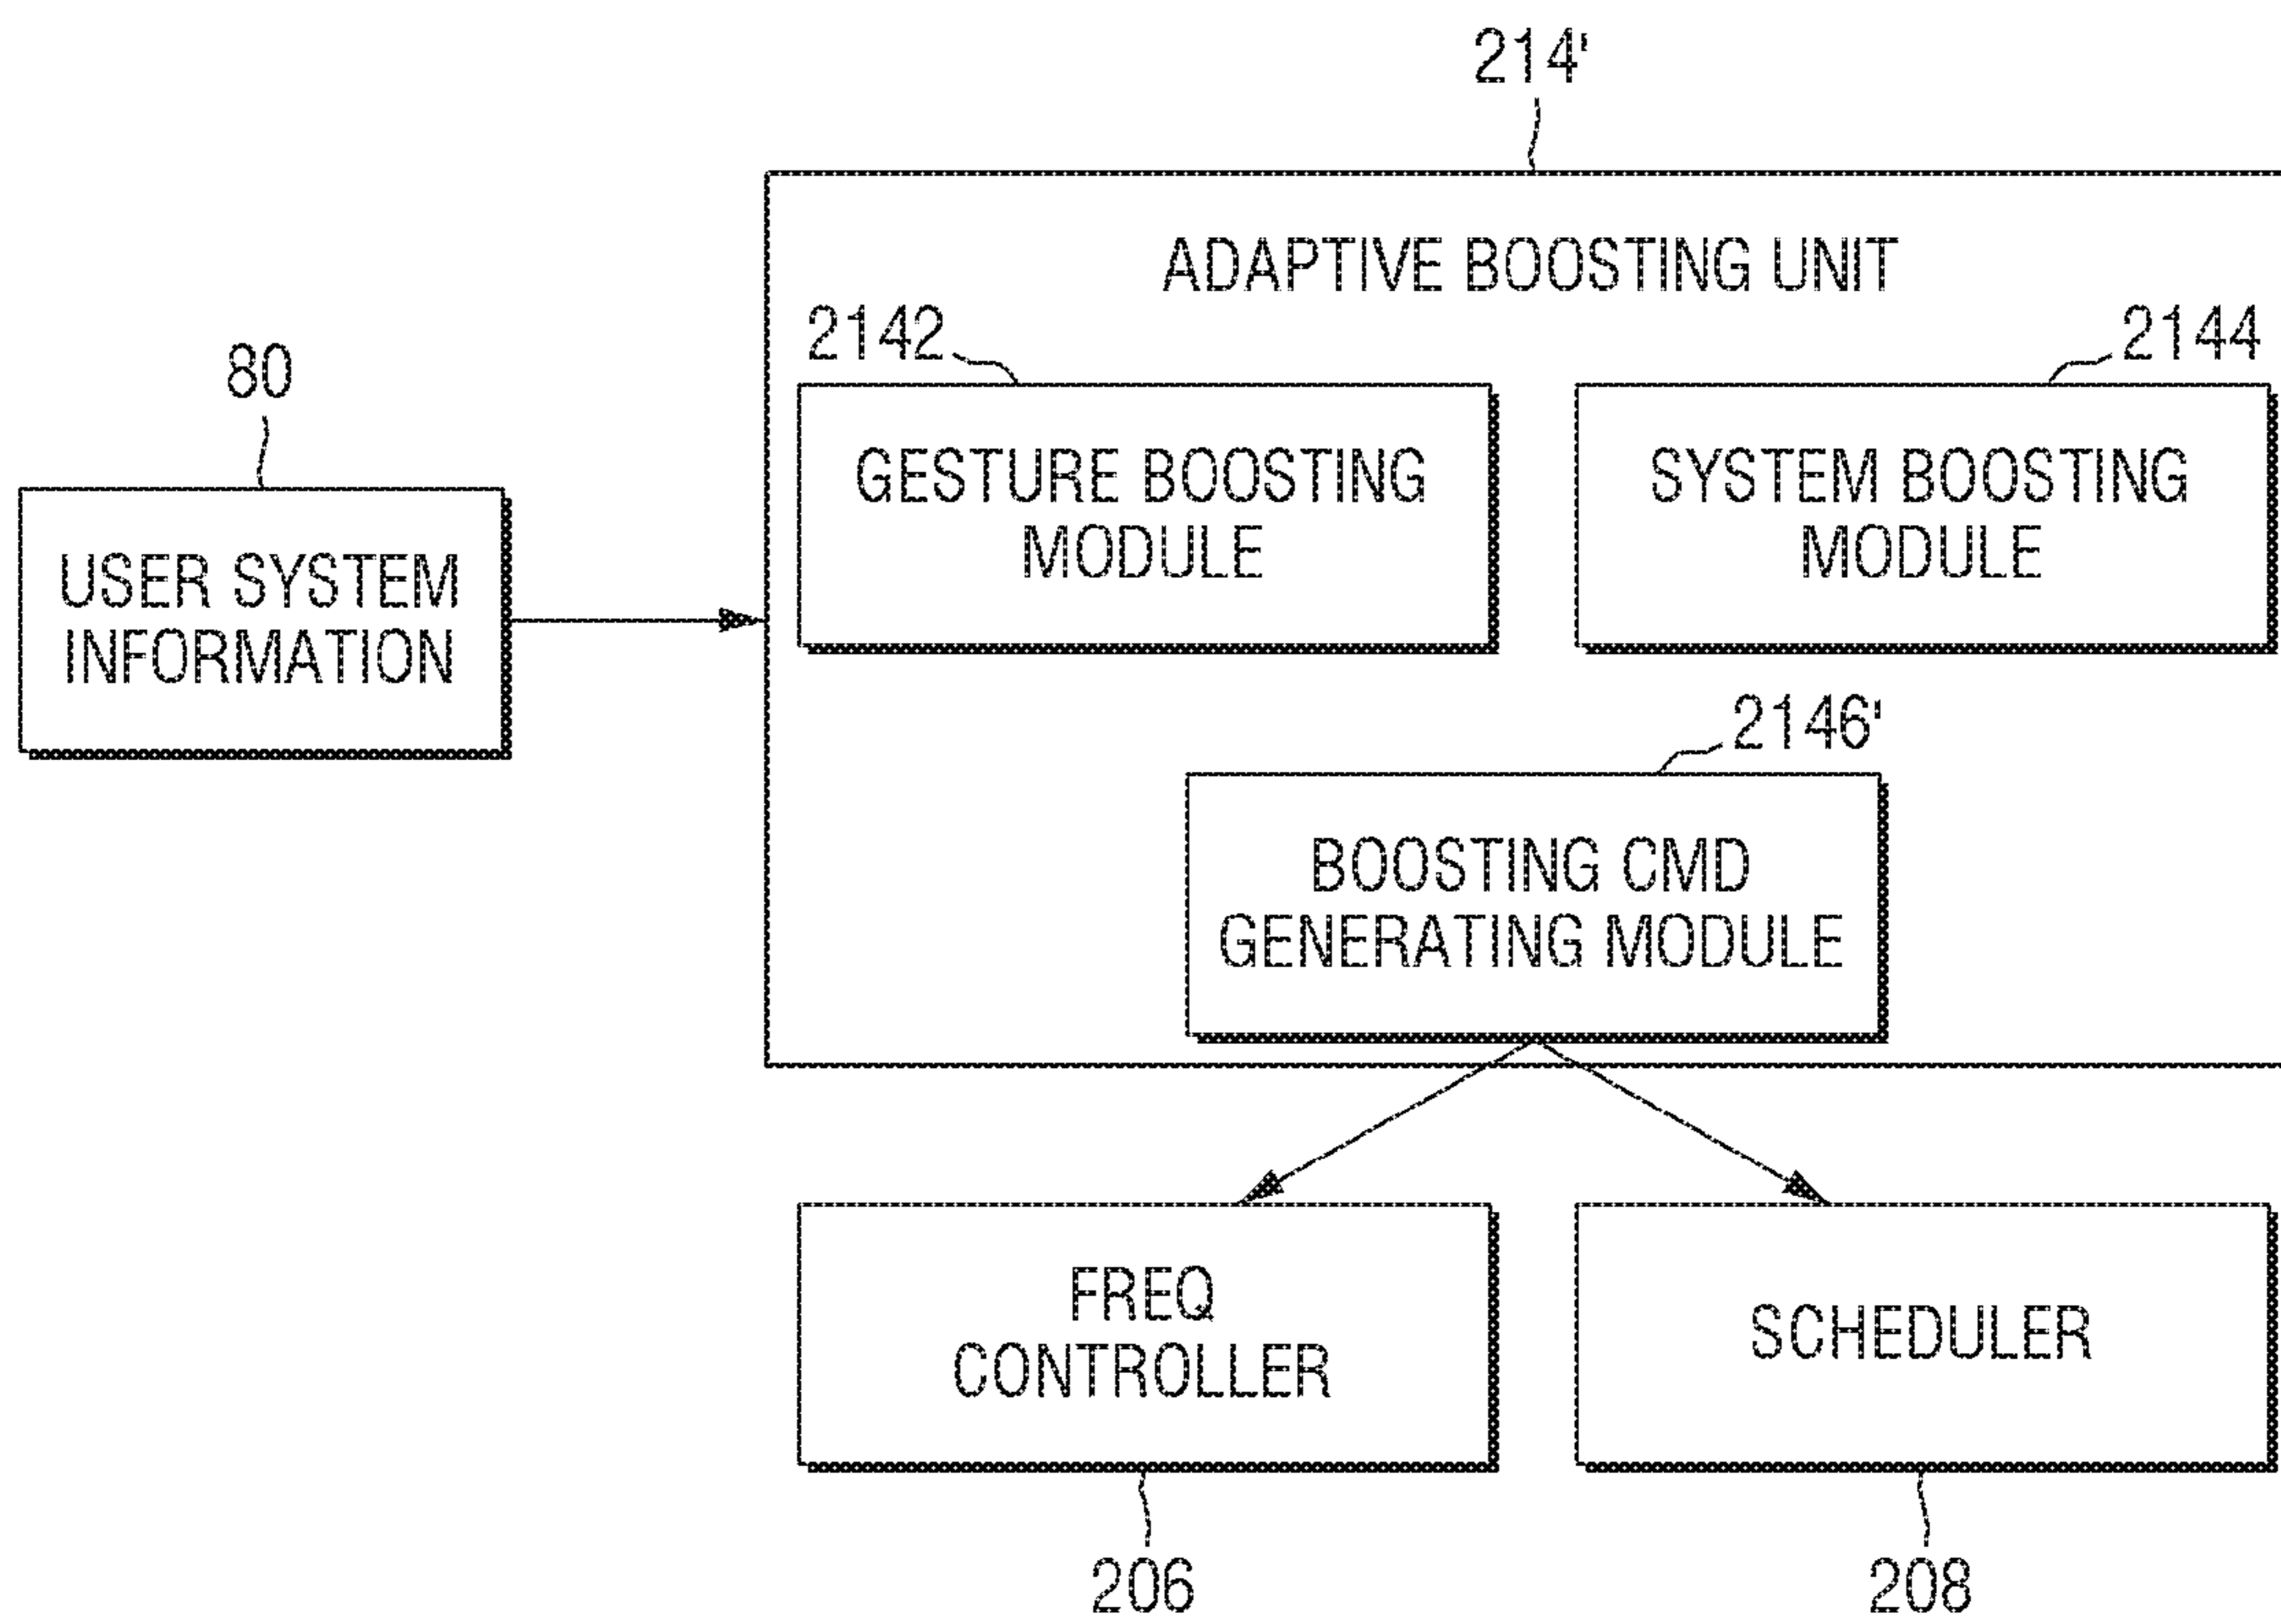 214'
ADAPTIVE BOOSTING UNIT
2142
2144
80
GESTURE BOOSTING
MODULE
SYSTEM BOOSTING
MODULE
USER SYSTEM
INFORMATION
2146'
BOOSTING CMD
GENERATING MODULE
FREQ
CONTROLLER
SCHEDULER
206
208